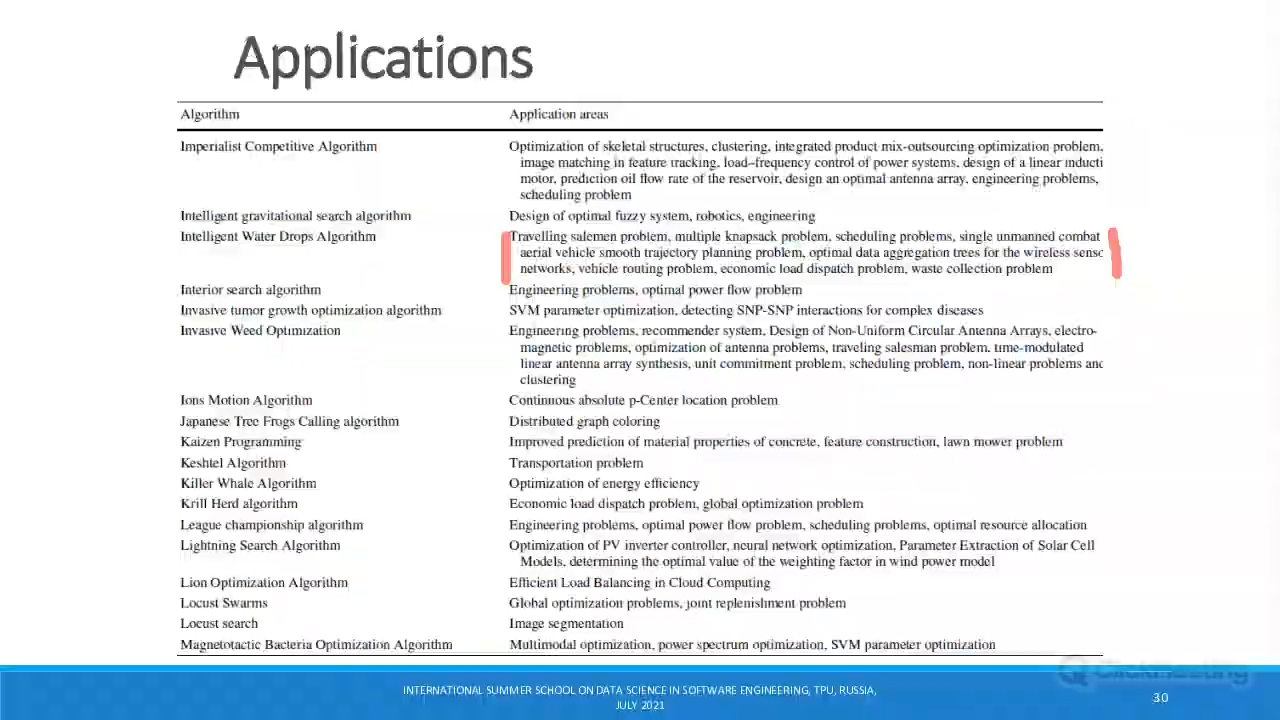 Applications
Algorithm Application areas
Imperialist Competitive Algorithm Optimization of skeletal structures, clustering, integrated product mix-outsourcing optimization problem,
image matching in feature tracking, load–frequency control of power systems, design of a linear inducti
motor, prediction oil flow rate of the reservoir, design an optimal antenna array, engineering problems,
scheduling problem
Intelligent gravitational search algorithm Design of optimal fuzzy system, robotics, engineering
Intelligent Water Drops Algorithm Travelling salemen problem, multiple knapsack problem, scheduling problems, single unmanned combat
aerial vehicle smooth trajectory planning problem, optimal data aggregation trees for the wireless senso
networks, vehicle routing problem, economic load dispatch problem, waste collection problem
Interior search algorithm Engineering problems, optimal power flow problem
Invasive tumor growth optimization algorithm SVM parameter optimization, detecting SNP-SNP interactions for complex diseases
Invasive Weed Optimization Engineering problems, recommender system, Design of Non-Uniform Circular Antenna Arrays, electro-
magnetic problems, optimization of antenna problems, traveling salesman problem. time-modulated
linear antenna array synthesis, unit commitment problem, scheduling problem, non-linear problems and
clustering
Ions Motion Algorithm Continuous absolute p-Center location problem
Japanese Tree Frogs Calling algorithm Distributed graph coloring
Kaizen Programming Improved prediction of material properties of concrete, feature construction, lawn mower problem
Keshtel Algorithm Transportation problem
Killer Whale Algorithm Optimization of energy efficiency
Krill Herd algorithm Economic load dispatch problem, global optimization problem
League championship algorithm Engineering problems, optimal power flow problem, scheduling problems, optimal resource allocation
Lightning Search Algorithm Optimization of PV inverter controller, neural network optimization, Parameter Extraction of Solar Cell
Models, determining the optimal value of the weighting factor in wind power model
Lion Optimization Algorithm Efficient Load Balancing in Cloud Computing
Locust Swarms Global optimization problems, joint replenishment problem
Locust search Image segmentation
Magnetotactic Bacteria Optimization Algorithm Multimodal optimization, power spectrum optimization, SVM parameter optimization
ClickMeeting
INTERNATIONAL SUMMER SCHOOL ON DATA SCIENCE IN SOFTWARE ENGINEERING, TPU, RUSSIA,
JULY 2021
30